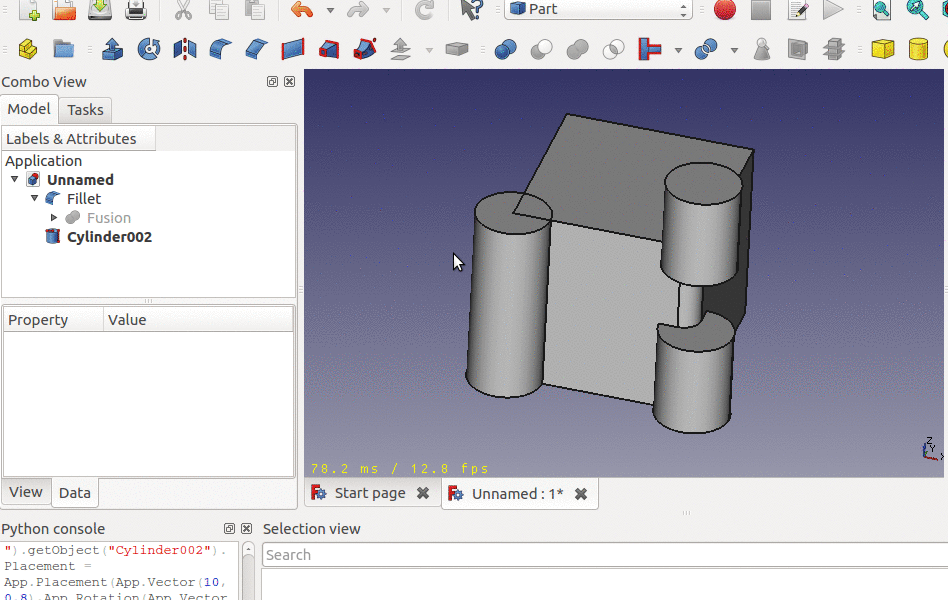 Part
Combo View
Model Tasks
Labels & Attributes
Application
Unnamed
Fillet
Fusion
Cylinder002
Property Value
78.2 ms / 12.8 fps
Z
Y
X
View Data
Start page Unnamed : 1*
Python console
Selection view
").getObject("Cylinder002").
Placement =
App.Placement(App.Vector(10,
0,8),App.Rotation(App.Vector
Search